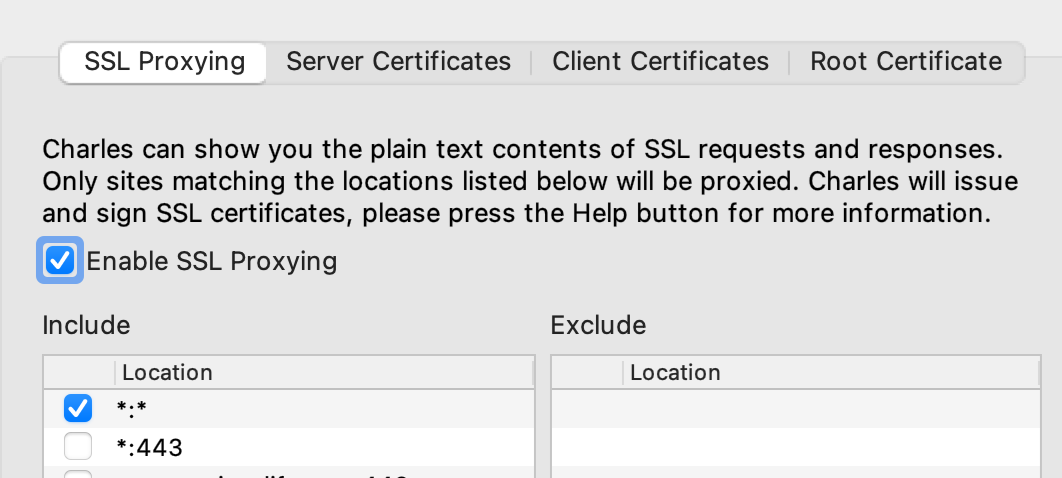 SSL Proxying Server Certificates Client Certificates Root Certificate
Charles can show you the plain text contents of SSL requests and responses.
Only sites matching the locations listed below will be proxied. Charles will issue
and sign SSL certificates, please press the Help button for more information.
Enable SSL Proxying
Include Exclude
Location Location
*:*
*:443